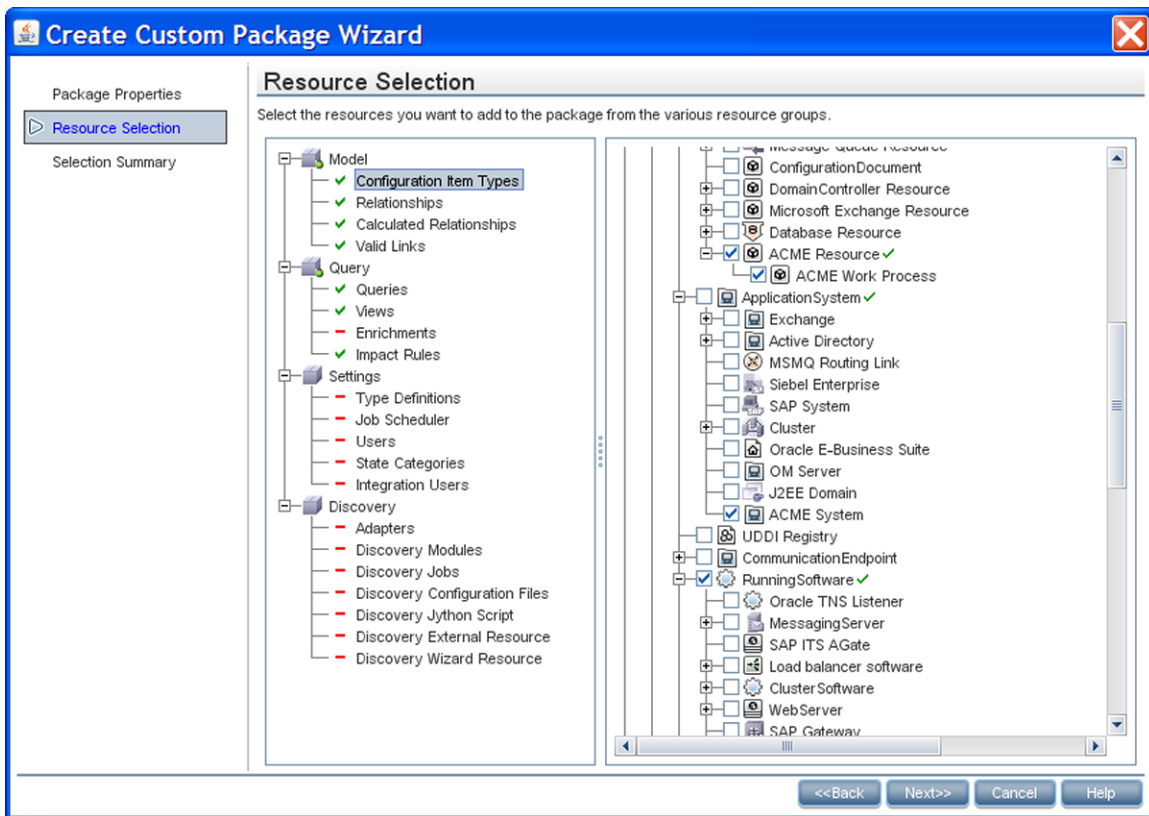 Create Custom Package Wizard
Package Properties
Resource Selection
Selection Summary
Resource Selection
Select the resources you want to add to the package from the various resource groups.
Model
Configuration Item Types
Relationships
Calculated Relationships
Valid Links
Query
Queries
Views
Enrichments
Impact Rules
Settings
Type Definitions
Job Scheduler
Users
State Categories
Integration Users
Discovery
Adapters
Discovery Modules
Discovery Jobs
Discovery Configuration Files
Discovery Jython Script
Discovery External Resource
Discovery Wizard Resource
Message Queue Resource
ConfigurationDocument
DomainController Resource
Microsoft Exchange Resource
Database Resource
ACME Resource
ACME Work Process
ApplicationSystem
Exchange
Active Directory
MSMQ Routing Link
Siebel Enterprise
SAP System
Cluster
Oracle E-Business Suite
OM Server
J2EE Domain
ACME System
UDDI Registry
CommunicationEndpoint
RunningSoftware
Oracle TNS Listener
MessagingServer
SAP ITS AGate
Load balancer software
ClusterSoftware
WebServer
SAP Gateway
<<Back
Next>>
Cancel
Help